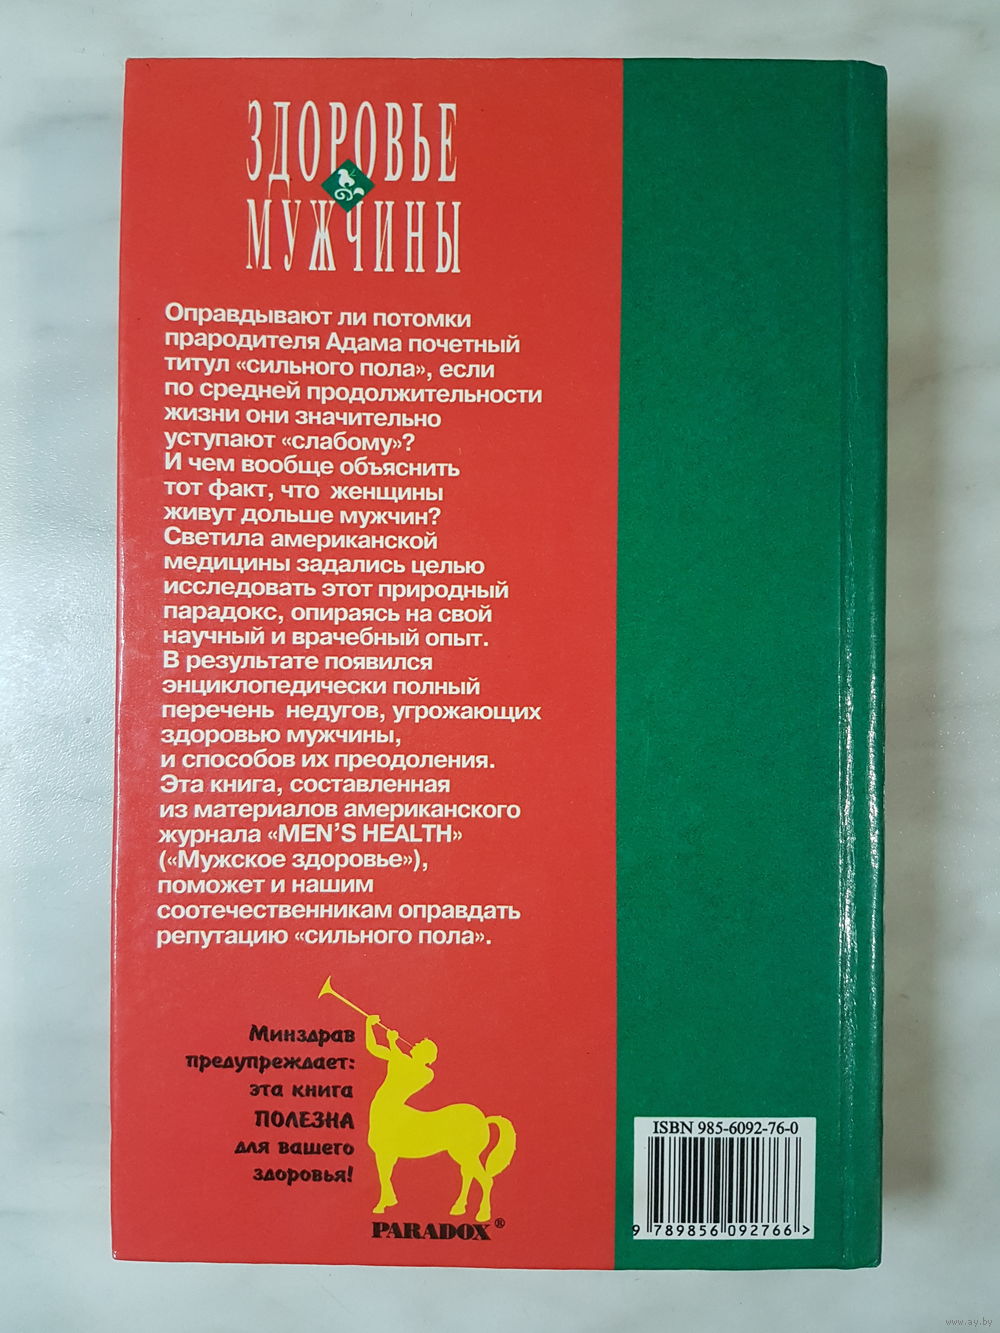 ЗДОРОВЬЕ
МУЖЧИНЫ
Оправдывают ли потомки
прародителя Адама почетный
титул «сильного пола», если
по средней продолжительности
жизни они значительно
уступают «слабому»?
И чем вообще объяснить
тот факт, что женщины
живут дольше мужчин?
Светила американской
медицины задались целью
исследовать этот природный
парадокс, опираясь на свой
научный и врачебный опыт.
В результате появился
энциклопедически полный
перечень недугов, угрожающих
здоровью мужчины,
и способов их преодоления.
Эта книга, составленная
из материалов американского
журнала «MEN'S HEALTH»
(«Мужское здоровье»),
поможет и нашим
соотечественникам оправдать
репутацию «сильного пола».
Минздрав
предупреждает:
эта книга
ПОЛЕЗНА
для вашего
здоровья!
PARADOX®
ISBN 985-6092-76-0
9 789856 092766 >
www.ay.by